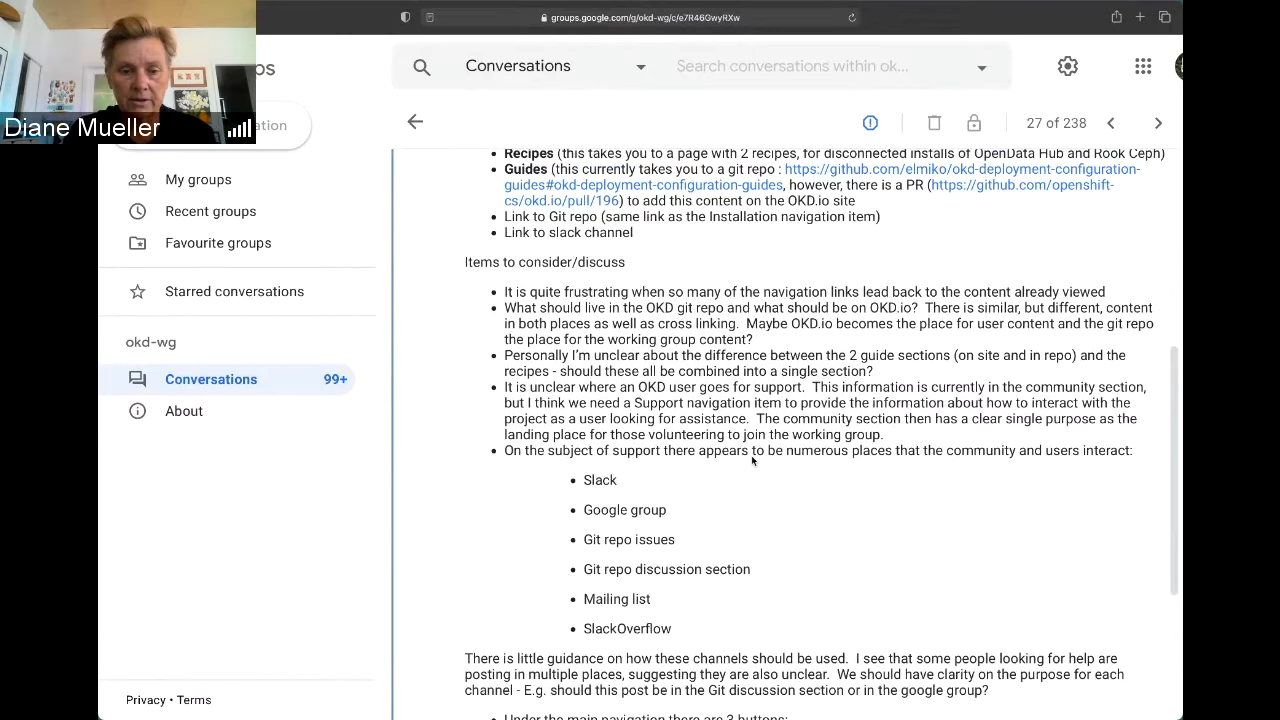 groups.google.com/g/okd-wg/c/e7R46GwyRXw
Conversations
Search conversations within ok...
Diane Mueller
27 of 238
My groups
Recent groups
Favourite groups
Starred conversations
okd-wg
Conversations 99+
About
Privacy • Terms
• Recipes (this takes you to a page with 2 recipes, for disconnected installs of OpenData Hub and Rook Ceph)
• Guides (this currently takes you to a git repo : https://github.com/elmiko/okd-deployment-configuration-
guides#okd-deployment-configuration-guides, however, there is a PR (https://github.com/openshift-
cs/okd.io/pull/196) to add this content on the OKD.io site
• Link to Git repo (same link as the Installation navigation item)
• Link to slack channel
Items to consider/discuss
• It is quite frustrating when so many of the navigation links lead back to the content already viewed
• What should live in the OKD git repo and what should be on OKD.io? There is similar, but different, content
in both places as well as cross linking. Maybe OKD.io becomes the place for user content and the git repo
the place for the working group content?
• Personally I'm unclear about the difference between the 2 guide sections (on site and in repo) and the
recipes - should these all be combined into a single section?
• It is unclear where an OKD user goes for support. This information is currently in the community section,
but I think we need a Support navigation item to provide the information about how to interact with the
project as a user looking for assistance. The community section then has a clear single purpose as the
landing place for those volunteering to join the working group.
• On the subject of support there appears to be numerous places that the community and users interact:
• Slack
• Google group
• Git repo issues
• Git repo discussion section
• Mailing list
• SlackOverflow
There is little guidance on how these channels should be used. I see that some people looking for help are
posting in multiple places, suggesting they are also unclear. We should have clarity on the purpose for each
channel - E.g. should this post be in the Git discussion section or in the google group?
• Under the main navigation there are 3 buttons: